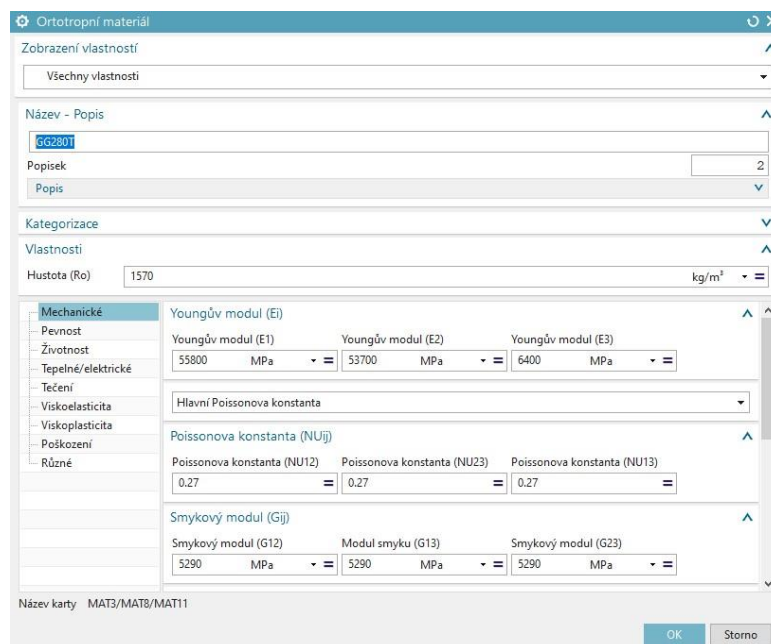 Ortotropní materiál
Zobrazení vlastností
Všechny vlastnosti
Název - Popis
GG280T
Popisek 2
Popis
Kategorizace
Vlastnosti
Hustota (Ro) 1570 kg/m³
Mechanické
Pevnost
Životnost
Tepelné/elektrické
Tečení
Viskoelasticita
Viskoplasticita
Poškození
Různé
Youngův modul (Ei)
Youngův modul (E1) Youngův modul (E2) Youngův modul (E3)
55800 MPa 53700 MPa 6400 MPa
Hlavní Poissonova konstanta
Poissonova konstanta (NUij)
Poissonova konstanta (NU12) Poissonova konstanta (NU23) Poissonova konstanta (NU13)
0.27 0.27 0.27
Smykový modul (Gij)
Smykový modul (G12) Modul smyku (G13) Smykový modul (G23)
5290 MPa 5290 MPa 5290 MPa
Název karty MAT3/MAT8/MAT11
OK Storno